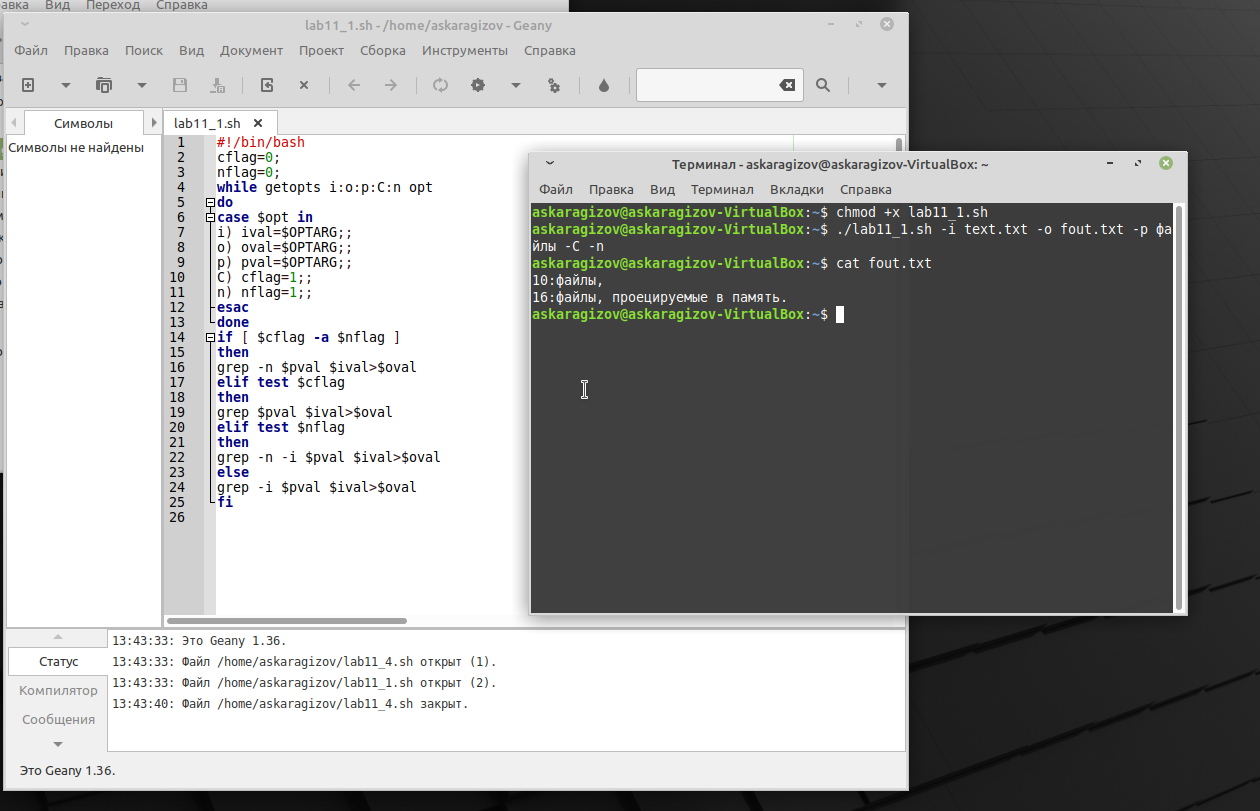 авка Вид Переход Справка
lab11_1.sh - /home/askaragizov - Geany
Файл Правка Поиск Вид Документ Проект Сборка Инструменты Справка
Символы
Символы не найдены
lab11_1.sh
1 #!/bin/bash
2 cflag=0;
3 nflag=0;
4 while getopts i:o:p:C:n opt
5 do
6 case $opt in
7 i) ival=$OPTARG;;
8 o) oval=$OPTARG;;
9 p) pval=$OPTARG;;
10 C) cflag=1;;
11 n) nflag=1;;
12 esac
13 done
14 if [ $cflag -a $nflag ]
15 then
16 grep -n $pval $ival>$oval
17 elif test $cflag
18 then
19 grep $pval $ival>$oval
20 elif test $nflag
21 then
22 grep -n -i $pval $ival>$oval
23 else
24 grep -i $pval $ival>$oval
25 fi
26
Терминал - askaragizov@askaragizov-VirtualBox: ~
Файл Правка Вид Терминал Вкладки Справка
askaragizov@askaragizov-VirtualBox:~$ chmod +x lab11_1.sh
askaragizov@askaragizov-VirtualBox:~$ ./lab11_1.sh -i text.txt -o fout.txt -p фа
йлы -C -n
askaragizov@askaragizov-VirtualBox:~$ cat fout.txt
10:файлы,
16:файлы, проецируемые в память.
askaragizov@askaragizov-VirtualBox:~$
Статус
Компилятор
Сообщения
13:43:33: Это Geany 1.36.
13:43:33: Файл /home/askaragizov/lab11_4.sh открыт (1).
13:43:33: Файл /home/askaragizov/lab11_1.sh открыт (2).
13:43:40: Файл /home/askaragizov/lab11_4.sh закрыт.
Это Geany 1.36.